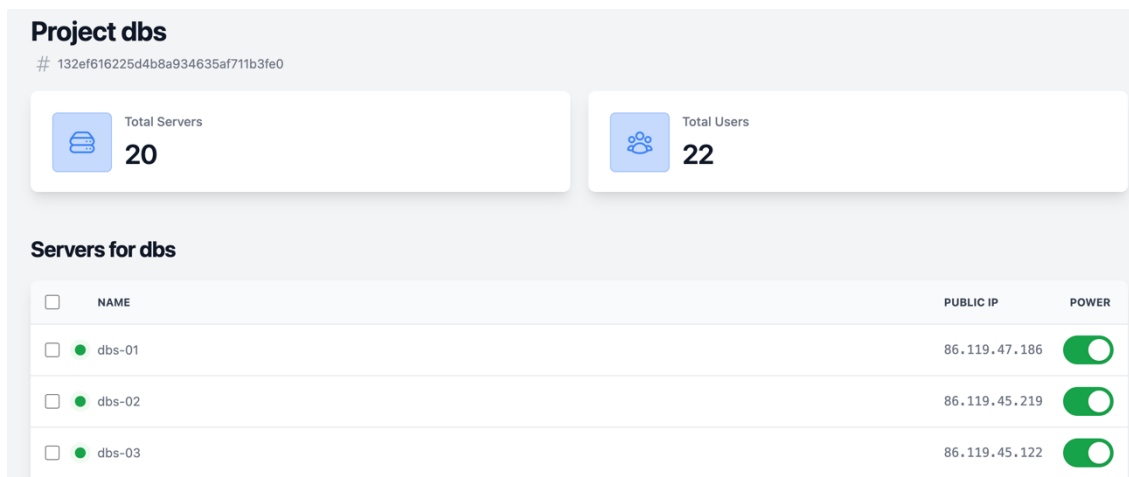 Project dbs
# 132ef616225d4b8a934635af711b3fe0
Total Servers
20
Total Users
22
Servers for dbs
NAME PUBLIC IP POWER
dbs-01 86.119.47.186
dbs-02 86.119.45.219
dbs-03 86.119.45.122